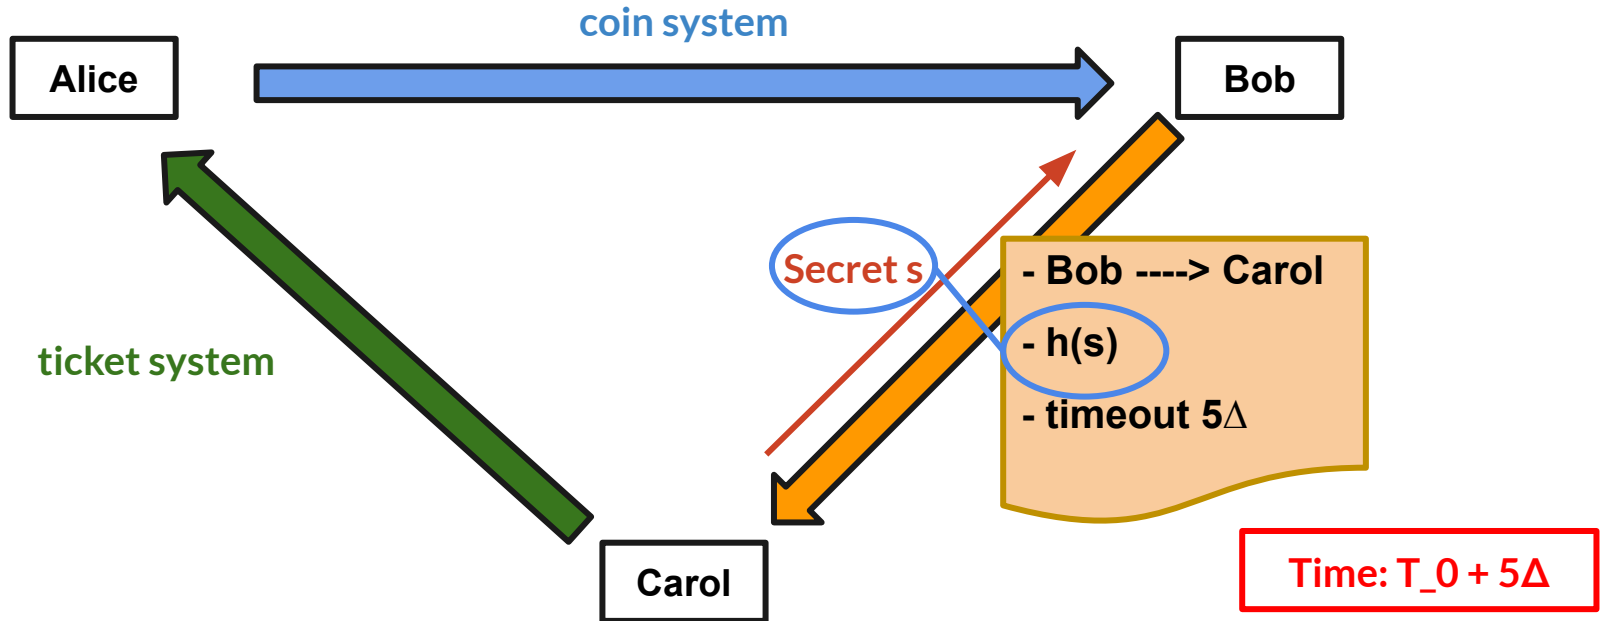 coin system
Alice
Bob
Secret s
- Bob ----> Carol
- h(s)
ticket system
- timeout 5Δ
Carol
Time: T_0 + 5Δ